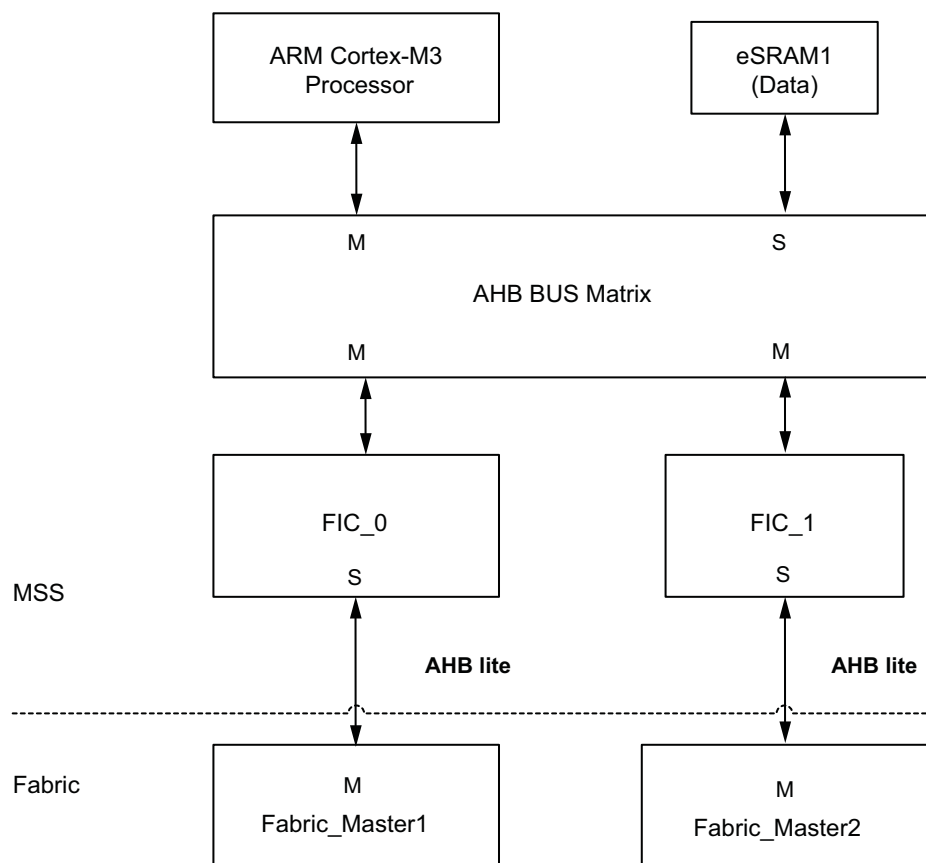 ARM Cortex-M3
Processor
eSRAM1
(Data)
M
S
AHB BUS Matrix
M
M
FIC_0
FIC_1
S
S
MSS
AHB lite
AHB lite
Fabric
M
M
Fabric_Master1
Fabric_Master2